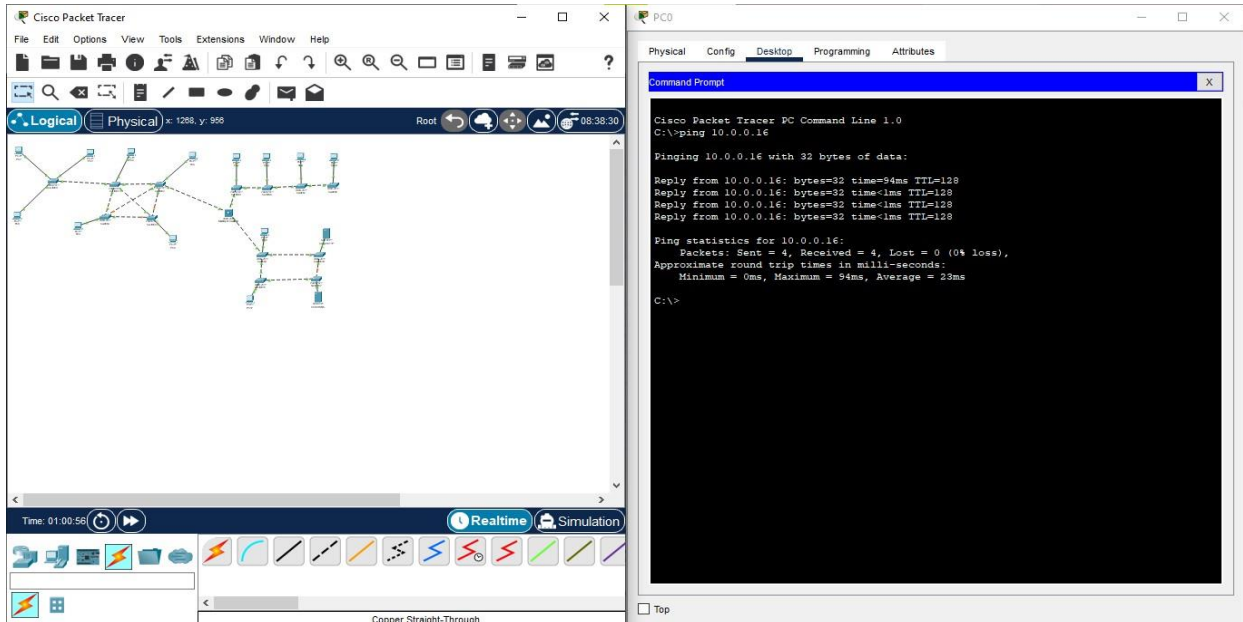 Cisco Packet Tracer
File Edit Options View Tools Extensions Window Help
?
Logical Physical x: 1268, y: 956 Root 08:38:30
Time: 01:00:56
Realtime Simulation
Copper Straight-Through
PC0
Physical Config Desktop Programming Attributes
Command Prompt X
Cisco Packet Tracer PC Command Line 1.0
C:\>ping 10.0.0.16
Pinging 10.0.0.16 with 32 bytes of data:
Reply from 10.0.0.16: bytes=32 time=94ms TTL=128
Reply from 10.0.0.16: bytes=32 time<1ms TTL=128
Reply from 10.0.0.16: bytes=32 time<1ms TTL=128
Reply from 10.0.0.16: bytes=32 time<1ms TTL=128
Ping statistics for 10.0.0.16:
Packets: Sent = 4, Received = 4, Lost = 0 (0% loss),
Approximate round trip times in milli-seconds:
Minimum = 0ms, Maximum = 94ms, Average = 23ms
C:\>
Top